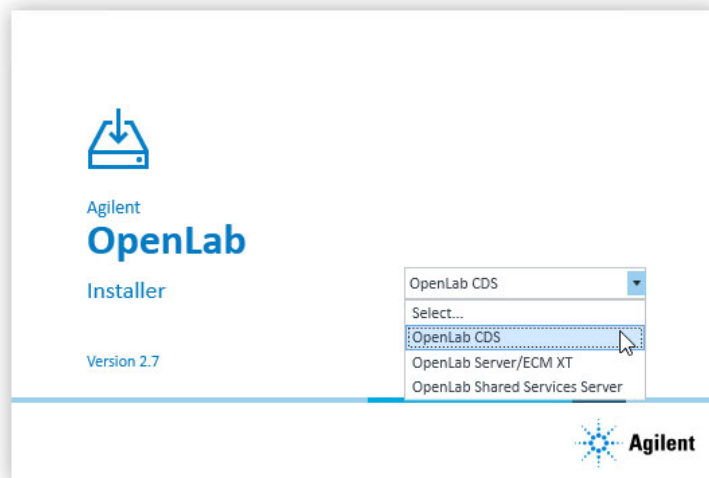 Agilent
OpenLab
Installer
Version 2.7
OpenLab CDS
Select...
OpenLab CDS
OpenLab Server/ECM XT
OpenLab Shared Services Server
Agilent